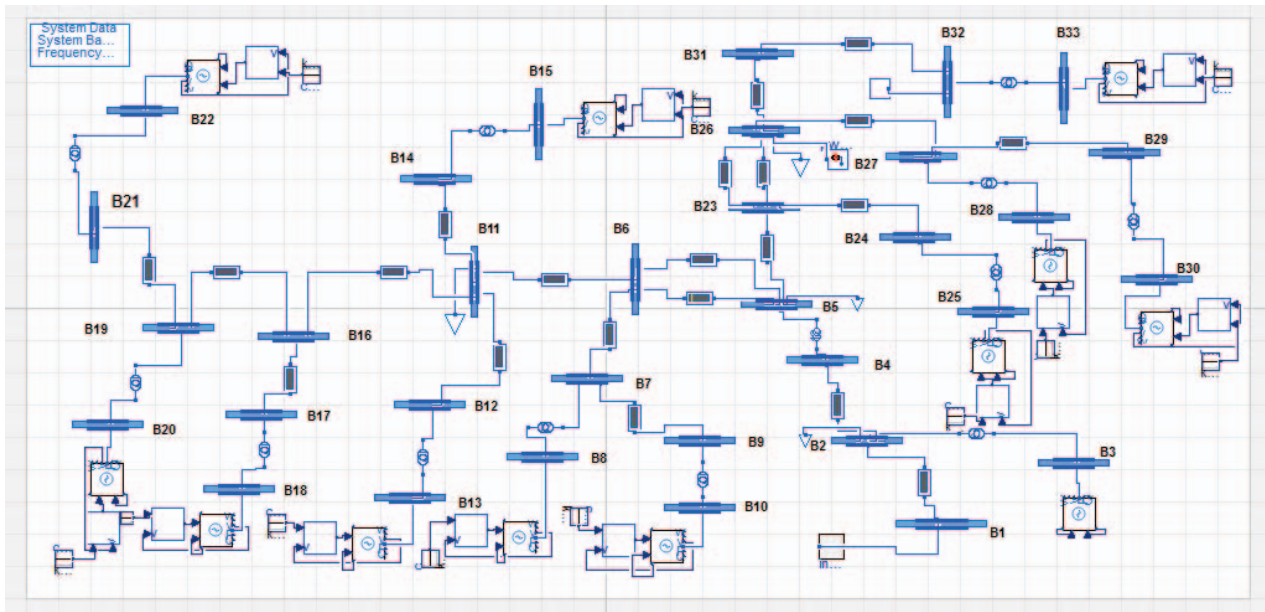 System Data
System Ba...
Frequency...
B22
B21
B19
B20
B18
B17
B16
B14
B15
B11
B12
B13
B6
B7
B8
B9
B10
B31
B26
B23
B32
B33
B27
B29
B28
B24
B25
B30
B5
B4
B2
B3
B1
In...